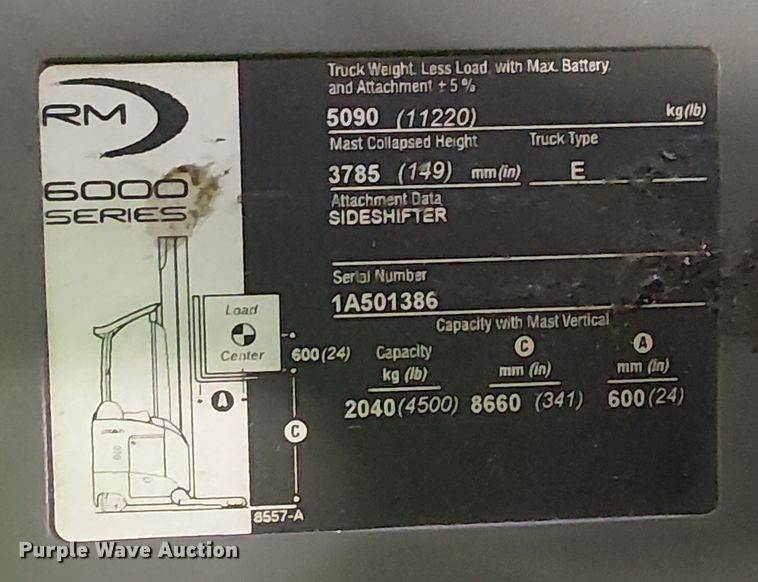 RM
6000
SERIES
Load
Center
600 (24)
A
C
8557-A
Truck Weight, Less Load, with Max. Battery,
and Attachment ± 5 %
5090 (11220) kg (lb)
Mast Collapsed Height Truck Type
3785 (149) mm (in) E
Attachment Data
SIDESHIFTER
Serial Number
1A501386
Capacity with Mast Vertical
Capacity C A
kg (lb) mm (in) mm (in)
2040 (4500) 8660 (341) 600 (24)
Purple Wave Auction